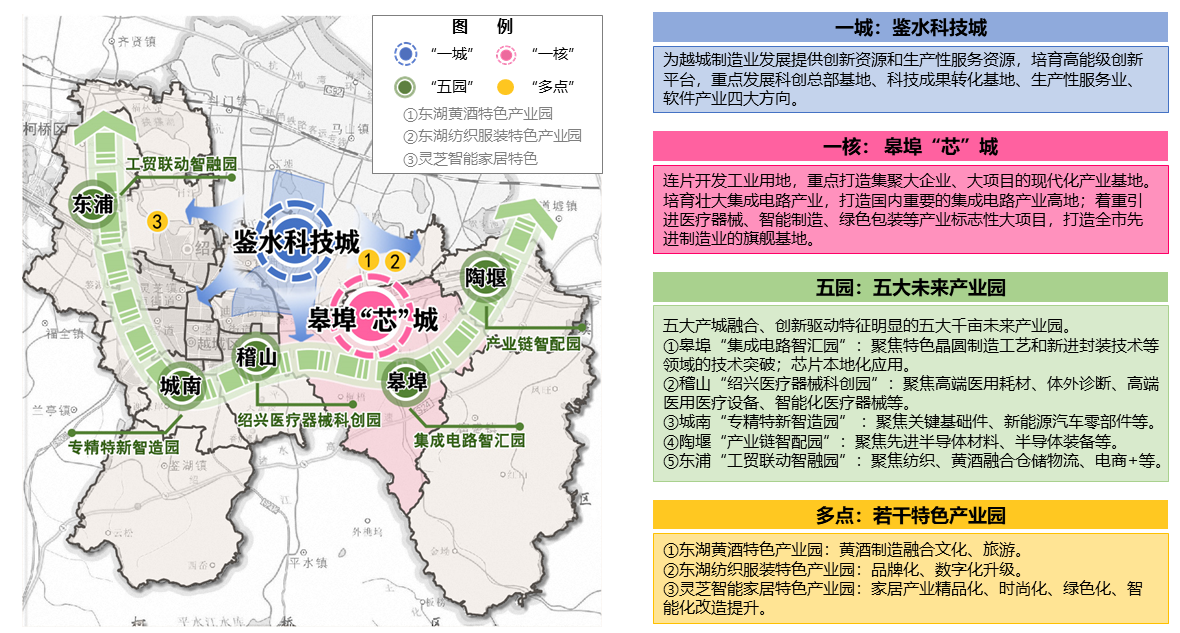 图 例
“一城”
“一核”
“五园”
“多点”
①东湖黄酒特色产业园
②东湖纺织服装特色产业园
③灵芝智能家居特色
齐贤镇
斗门镇
马山镇
柯桥区
工贸联动智融园
东浦
3
道墟镇
鉴水科技城
1
2
陶堰
灵芝镇
皋埠“芯”城
福全镇
越城区
产业链智配园
稽山
城南
皋埠
兰亭镇
绍兴医疗器械科创园
专精特新智造园
集成电路智汇园
鉴湖镇
平水镇
一城：鉴水科技城
为越城制造业发展提供创新资源和生产性服务资源，培育高能级创新
平台，重点发展科创总部基地、科技成果转化基地、生产性服务业、
软件产业四大方向。
一核： 皋埠“芯”城
连片开发工业用地，重点打造集聚大企业、大项目的现代化产业基地。
培育壮大集成电路产业，打造国内重要的集成电路产业高地；着重引
进医疗器械、智能制造、绿色包装等产业标志性大项目，打造全市先
进制造业的旗舰基地。
五园：五大未来产业园
五大产城融合、创新驱动特征明显的五大千亩未来产业园。
①皋埠“集成电路智汇园”：聚焦特色晶圆制造工艺和新进封装技术等
领域的技术突破；芯片本地化应用。
②稽山“绍兴医疗器械科创园”：聚焦高端医用耗材、体外诊断、高端
医用医疗设备、智能化医疗器械等。
③城南“专精特新智造园” ：聚焦关键基础件、新能源汽车零部件等。
④陶堰“产业链智配园”：聚焦先进半导体材料、半导体装备等。
⑤东浦“工贸联动智融园”：聚焦纺织、黄酒融合仓储物流、电商+等。
多点：若干特色产业园
①东湖黄酒特色产业园：黄酒制造融合文化、旅游。
②东湖纺织服装特色产业园：品牌化、数字化升级。
③灵芝智能家居特色产业园：家居产业精品化、时尚化、绿色化、智
能化改造提升。